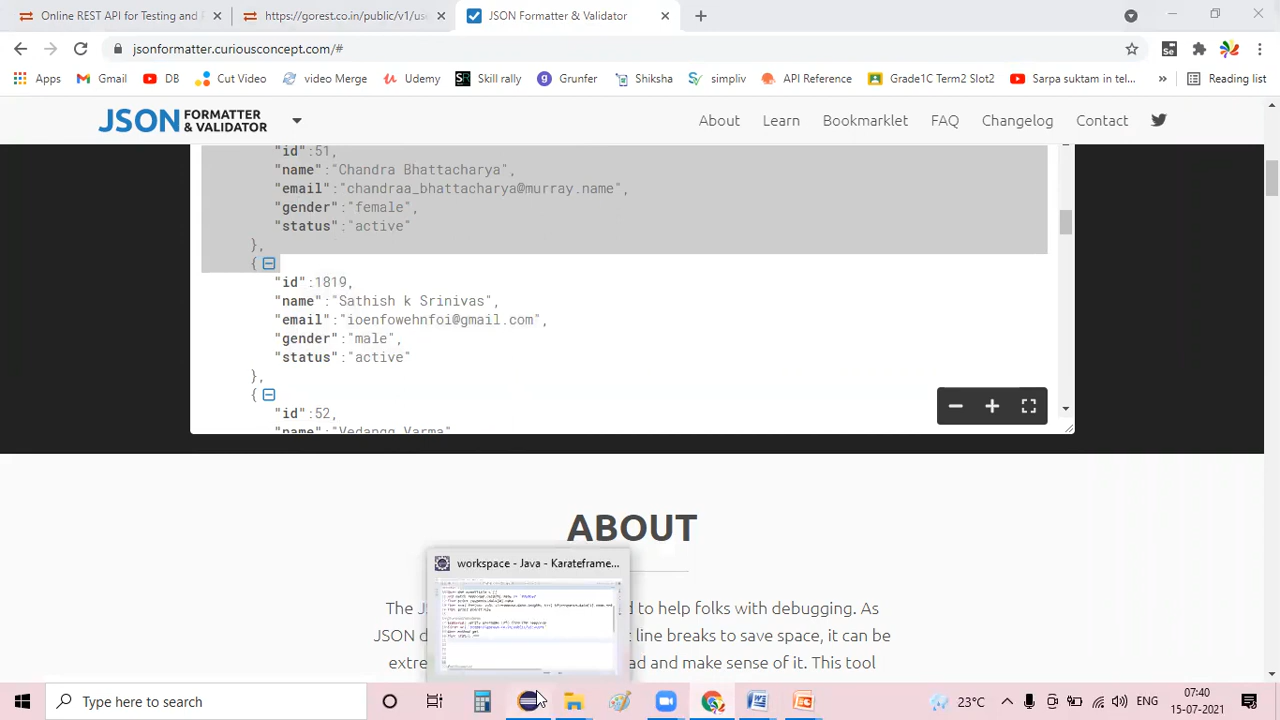 Online REST API for Testing and
https://gorest.co.in/public/v1/us
JSON Formatter & Validator
jsonformatter.curiousconcept.com/#
Apps
Gmail
DB
Cut Video
video Merge
Udemy
Skill rally
Grunfer
Shiksha
simpliv
API Reference
Grade1C Term2 Slot2
Sarpa suktam in tel...
»
Reading list
JSON FORMATTER & VALIDATOR
About
Learn
Bookmarklet
FAQ
Changelog
Contact
"id":51,
"name":"Chandra Bhattacharya",
"email":"chandraa_bhattacharya@murray.name",
"gender":"female",
"status":"active"
},
{
"id":1819,
"name":"Sathish k Srinivas",
"email":"ioenfowehnfoi@gmail.com",
"gender":"male",
"status":"active"
},
{
"id":52,
"name":"Vedangg Varma"
ABOUT
workspace - Java - Karateframe...
The
d to help folks with debugging. As
JSON
line breaks to save space, it can be
extre
ead and make sense of it. This tool
Type here to search
33°C
ENG
07:40
15-07-2021